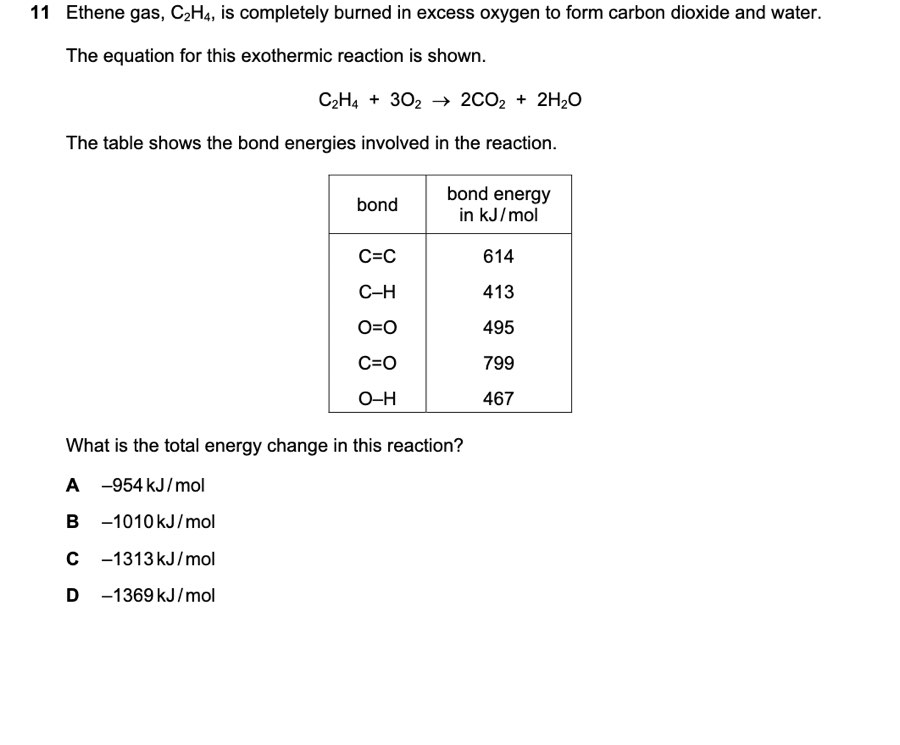 11 Ethene gas, C₂H₄, is completely burned in excess oxygen to form carbon dioxide and water.
The equation for this exothermic reaction is shown.
C₂H₄ + 3O₂ → 2CO₂ + 2H₂O
The table shows the bond energies involved in the reaction.
bond bond energy
in kJ/mol
C=C 614
C–H 413
O=O 495
C=O 799
O–H 467
What is the total energy change in this reaction?
A –954 kJ/mol
B –1010 kJ/mol
C –1313 kJ/mol
D –1369 kJ/mol